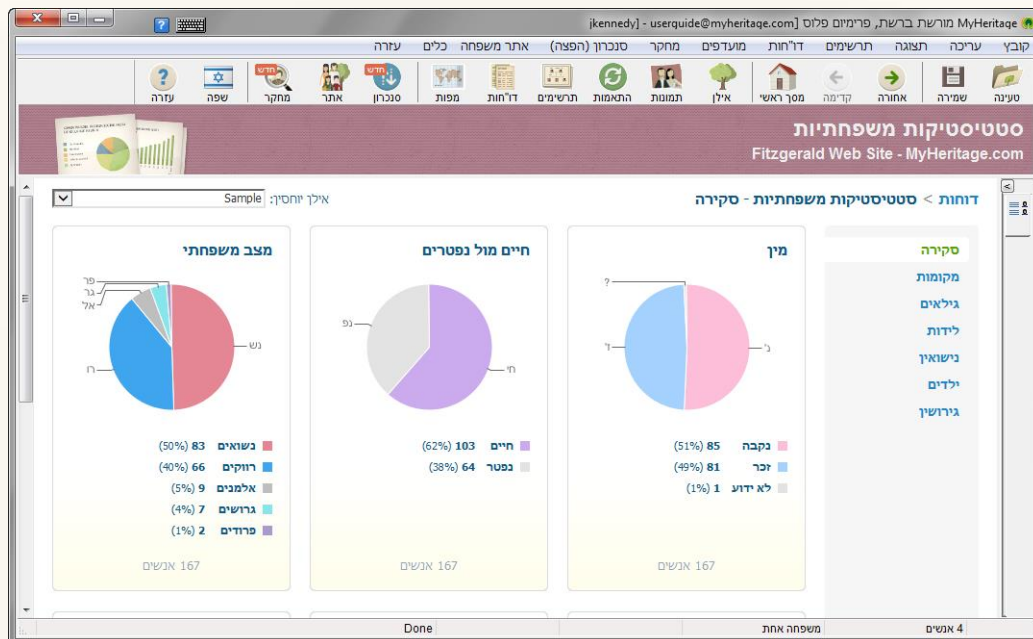 MyHeritage מורשת ברשת, פרימיום פלוס [jkennedy] - userguide@myheritage.com]
קובץ עריכה תצוגה תרשימים דו"חות מועדפים מחקר סנכרון (הפצה) אתר משפחה כלים עזרה
טעינה שמירה אחורה קדימה מסך ראשי אילן תמונות התאמות תרשימים דו"חות מפות סנכרון אתר מחקר שפה עזרה
חדש חדש
סטטיסטיקות משפחתיות
Fitzgerald Web Site - MyHeritage.com
דוחות > סטטיסטיקות משפחתיות - סקירה
אילן יוחסין: Sample
סקירה
מקומות
גילאים
לידות
נישואין
ילדים
גירושין
מין
?
ד'
נ'
נקבה 85 (51%)
זכר 81 (49%)
לא ידוע 1 (1%)
167 אנשים
חיים מול נפטרים
נפ
חי
חיים 103 (62%)
נפטר 64 (38%)
167 אנשים
מצב משפחתי
פר
גר
אל
נש
רו
נשואים 83 (50%)
רווקים 66 (40%)
אלמנים 9 (5%)
גרושים 7 (4%)
פרודים 2 (1%)
167 אנשים
4 אנשים משפחה אחת Done